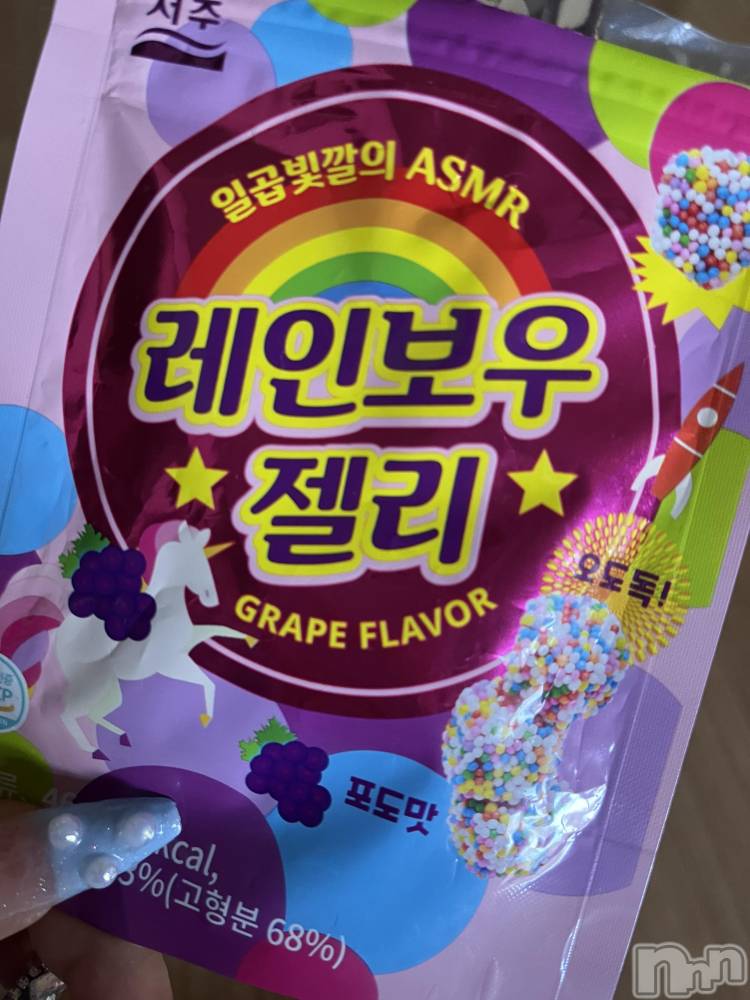 서주
일곱빛깔의 ASMR
레인보우
젤리
GRAPE FLAVOR
오도독!
포도맛
kcal,
%(고형분 68%)
nnn